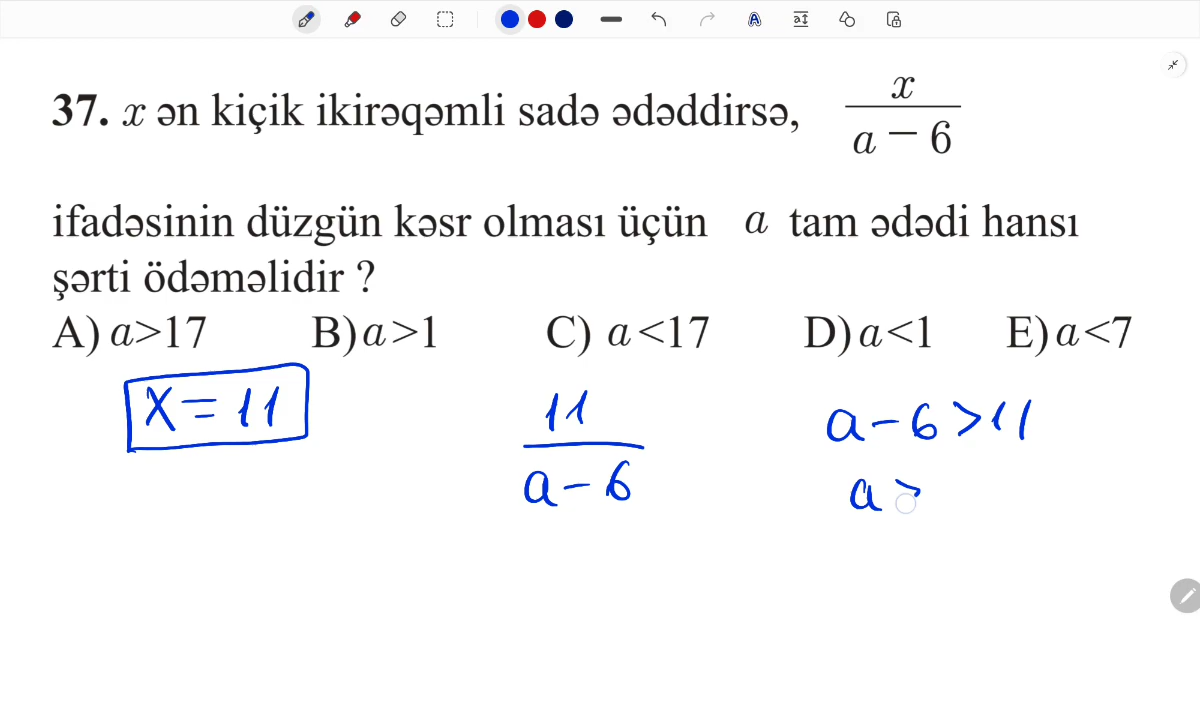 37. x ən kiçik ikirəqəmli sadə ədəddirsə, x
a − 6
ifadəsinin düzgün kəsr olması üçün a tam ədədi hansı
şərti ödəməlidir ?
A) a>17 B) a>1 C) a<17 D) a<1 E) a<7
x = 11
11
a - 6
a - 6 > 11
a >